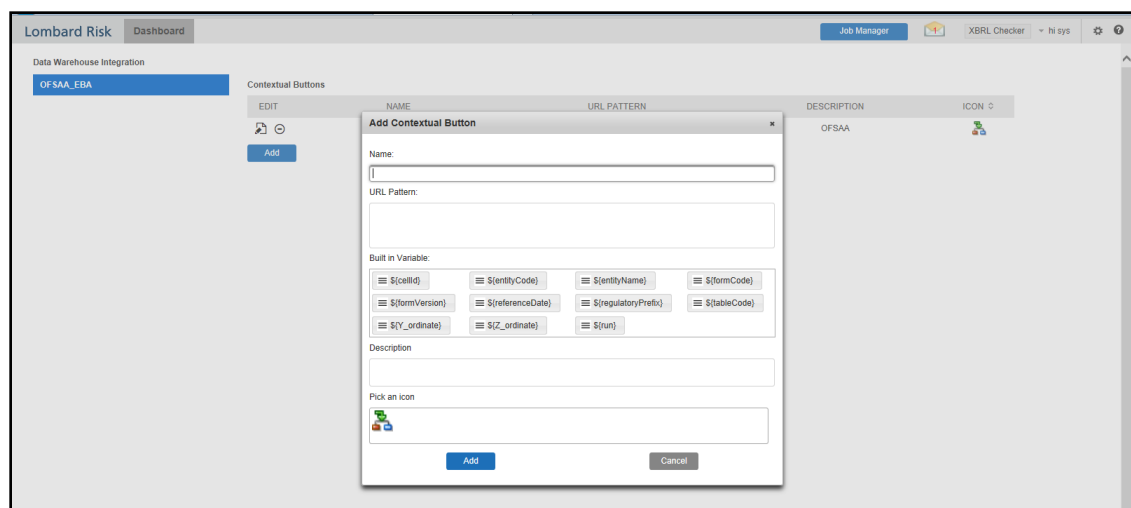 Lombard Risk Dashboard Job Manager XBRL Checker hi sys
Data Warehouse Integration
OFSAA_EBA
Contextual Buttons
EDIT NAME URL PATTERN DESCRIPTION ICON
OFSAA
Add
Add Contextual Button
Name:
URL Pattern:
Built in Variable:
${cellId} ${entityCode} ${entityName} ${formCode}
${formVersion} ${referenceDate} ${regulatoryPrefix} ${tableCode}
${Y_ordinate} ${Z_ordinate} ${run}
Description
Pick an icon
Add Cancel